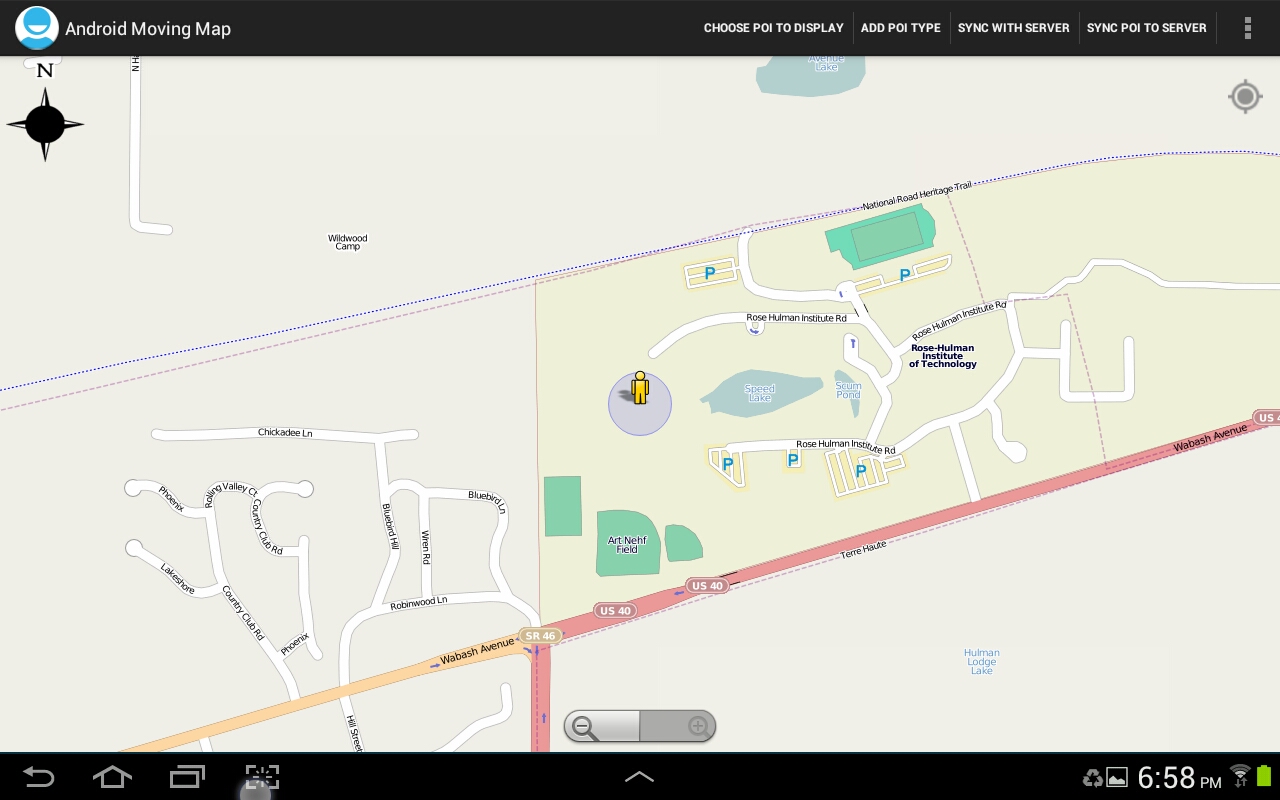 Android Moving Map
CHOOSE POI TO DISPLAY
ADD POI TYPE
SYNC WITH SERVER
SYNC POI TO SERVER
N
N H
Avenue
Lake
National Road Heritage Trail
Wildwood
Camp
P
P
Rose Hulman Institute Rd
Rose Hulman Institute Rd
Rose-Hulman
Institute
of Technology
Speed
Lake
Scum
Pond
US 4
Wabash Avenue
Chickadee Ln
Rose Hulman Institute Rd
P
P
P
Phoenix
Rolling Valley Ct
Country Club Rd
Bluebird Ln
Bluebird Hill
Wren Rd
Art Nehf
Field
Terre Haute
Lakeshore
Country Club Rd
Robinwood Ln
US 40
US 40
Phoenix
SR 46
Wabash Avenue
Hulman
Lodge
Lake
Hill Street
6:58 PM